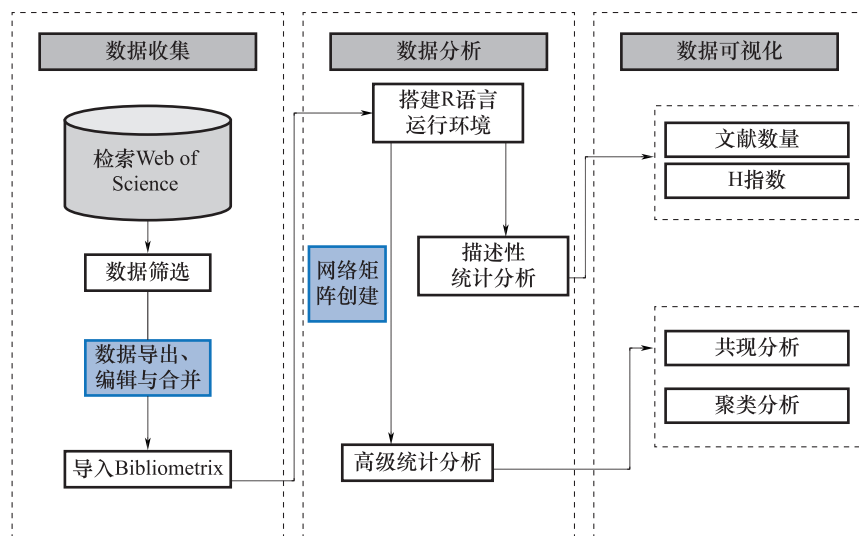 数据收集
检索Web of
Science
数据筛选
数据导出、
编辑与合并
导入Bibliometrix
数据分析
搭建R语言
运行环境
网络矩
阵创建
描述性
统计分析
高级统计分析
数据可视化
文献数量
H指数
共现分析
聚类分析